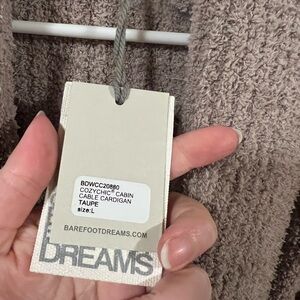 BDWCC20880
COZYCHIC® CABIN
CABLE CARDIGAN
TAUPE
size:L
BAREFOOTDREAMS.COM
DREAMS